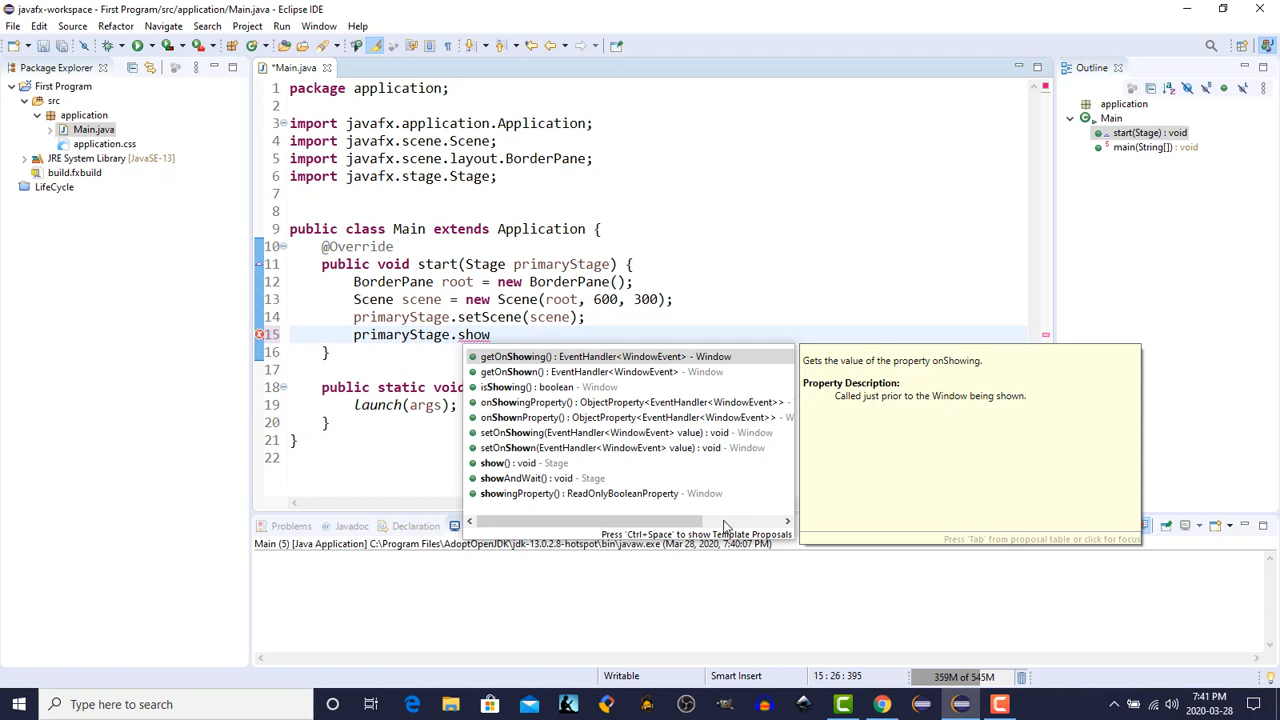 javafx-workspace - First Program/src/application/Main.java - Eclipse IDE
File Edit Source Refactor Navigate Search Project Run Window Help
Package Explorer
First Program
src
application
Main.java
application.css
JRE System Library [JavaSE-13]
build.fxbuild
LifeCycle
*Main.java
1 package application;
2
3 import javafx.application.Application;
4 import javafx.scene.Scene;
5 import javafx.scene.layout.BorderPane;
6 import javafx.stage.Stage;
7
8
9 public class Main extends Application {
10 @Override
11 public void start(Stage primaryStage) {
12 BorderPane root = new BorderPane();
13 Scene scene = new Scene(root, 600, 300);
14 primaryStage.setScene(scene);
15 primaryStage.show
16 }
17
18 public static void
19 launch(args);
20 }
21 }
22
getOnShowing() : EventHandler<WindowEvent> - Window
getOnShown() : EventHandler<WindowEvent> - Window
isShowing() : boolean - Window
onShowingProperty() : ObjectProperty<EventHandler<WindowEvent>> -
onShownProperty() : ObjectProperty<EventHandler<WindowEvent>> - W
setOnShowing(EventHandler<WindowEvent> value) : void - Window
setOnShown(EventHandler<WindowEvent> value) : void - Window
show() : void - Stage
showAndWait() : void - Stage
showingProperty() : ReadOnlyBooleanProperty - Window
Press 'Ctrl+Space' to show Template Proposals
Gets the value of the property onShowing.
Property Description:
Called just prior to the Window being shown.
Press 'Tab' from proposal table or click for focus
Outline
application
Main
start(Stage) : void
main(String[]) : void
Problems Javadoc Declaration
Main (5) [Java Application] C:\Program Files\AdoptOpenJDK\jdk-13.0.2.8-hotspot\bin\javaw.exe (Mar 28, 2020, 7:40:07 PM)
Writable Smart Insert 15 : 26 : 395 359M of 545M
Type here to search
7:41 PM
2020-03-28